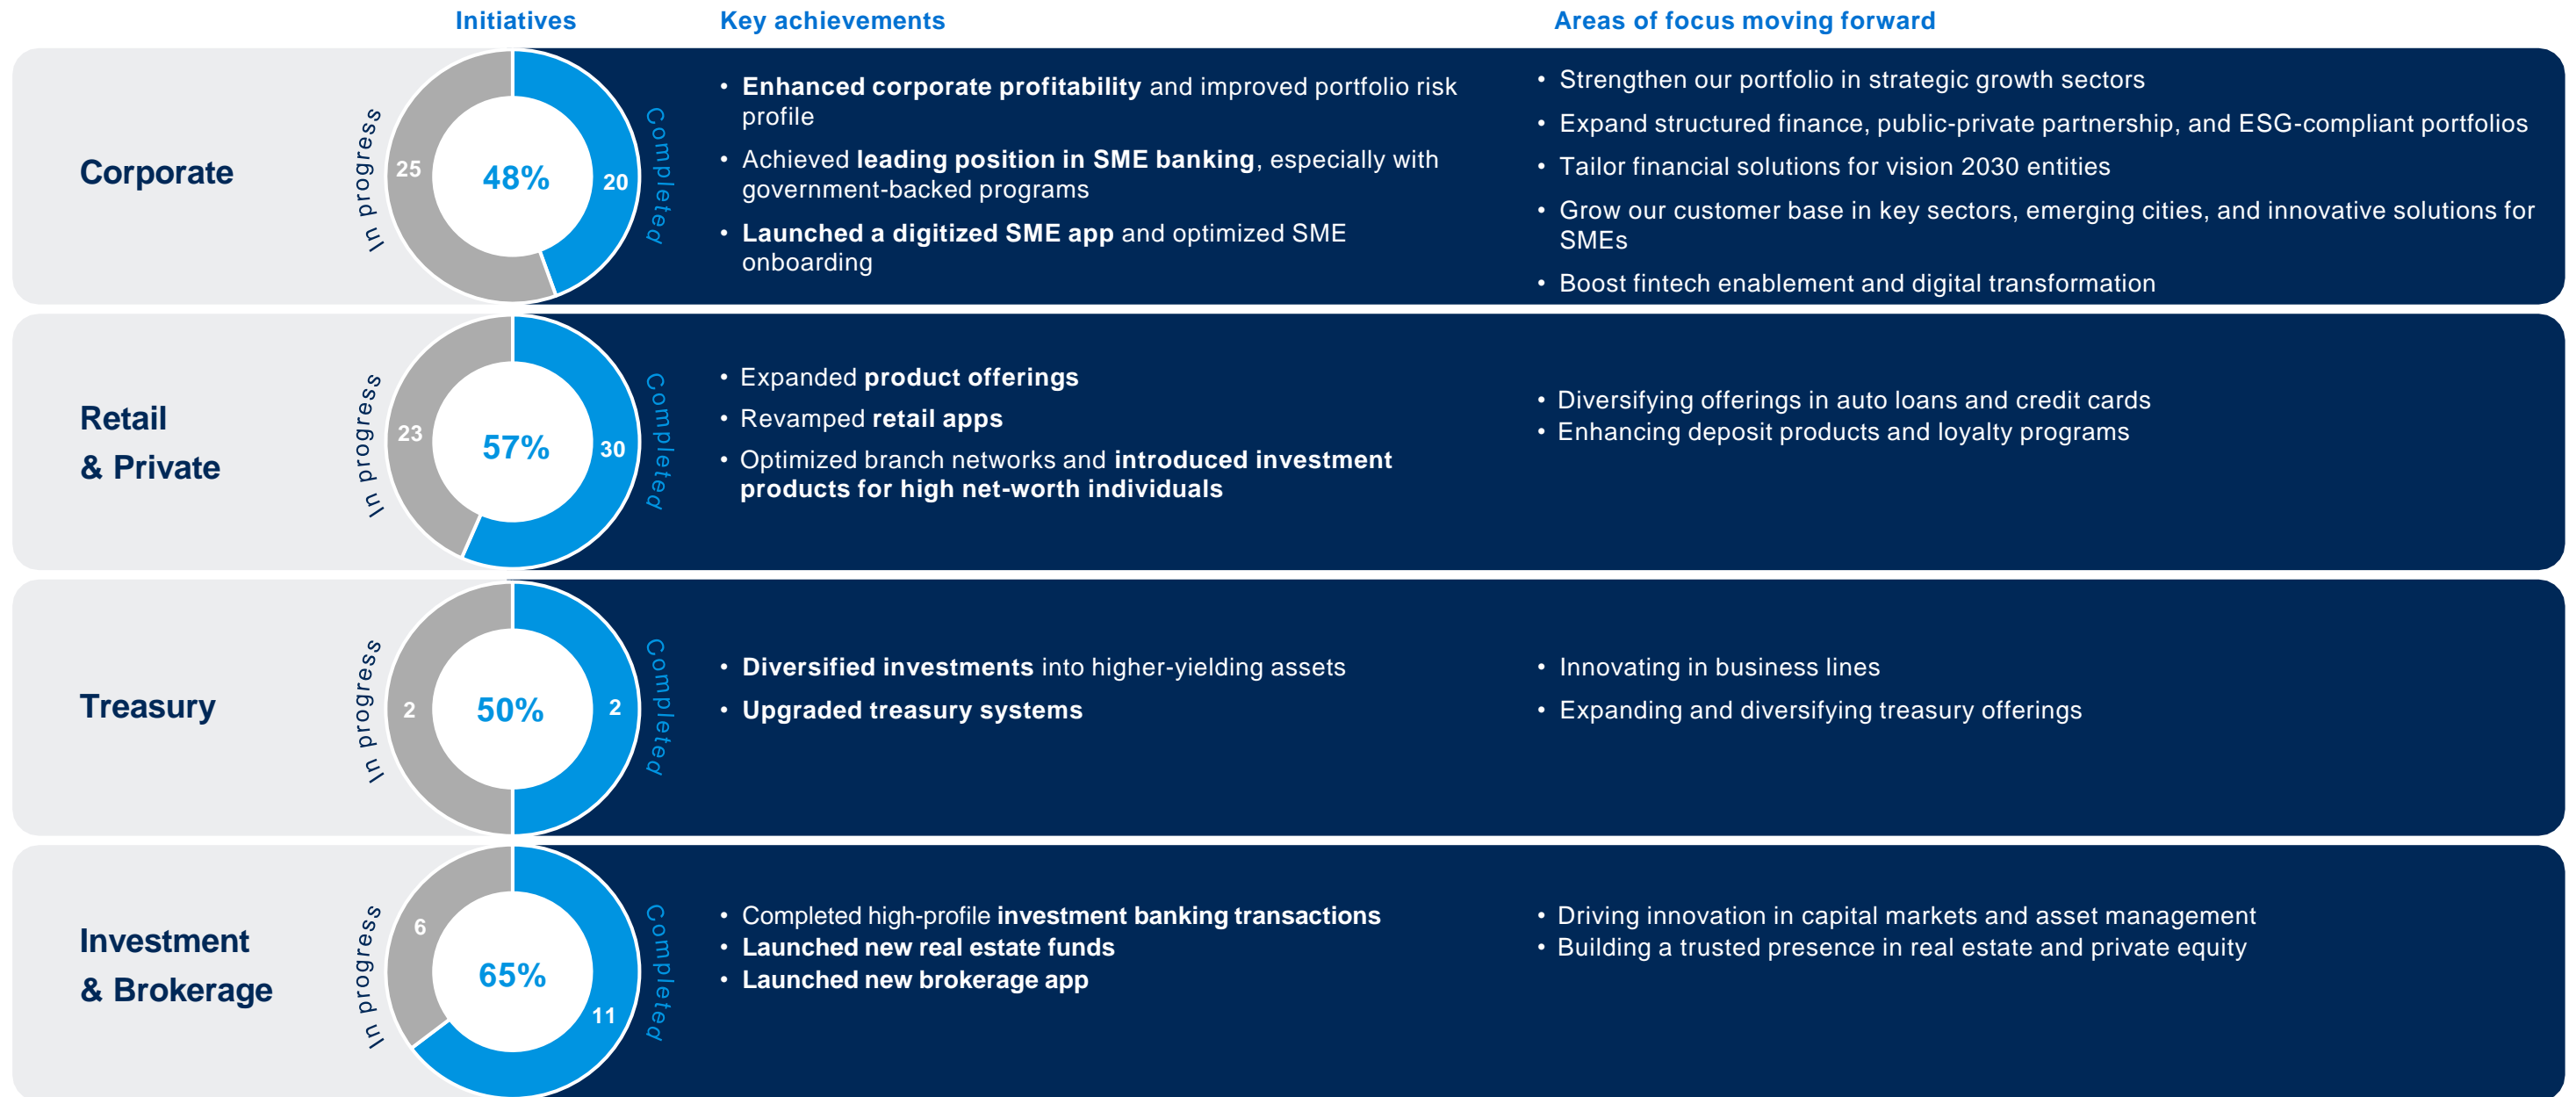 Initiatives
Key achievements
Areas of focus moving forward
Corporate
In progress
25
48%
20
Completed
• Enhanced corporate profitability and improved portfolio risk
profile
• Achieved leading position in SME banking, especially with
government-backed programs
• Launched a digitized SME app and optimized SME
onboarding
• Strengthen our portfolio in strategic growth sectors
• Expand structured finance, public-private partnership, and ESG-compliant portfolios
• Tailor financial solutions for vision 2030 entities
• Grow our customer base in key sectors, emerging cities, and innovative solutions for
SMEs
• Boost fintech enablement and digital transformation
Retail
& Private
In progress
23
57%
30
Completed
• Expanded product offerings
• Revamped retail apps
• Optimized branch networks and introduced investment
products for high net-worth individuals
• Diversifying offerings in auto loans and credit cards
• Enhancing deposit products and loyalty programs
Treasury
In progress
2
50%
2
Completed
• Diversified investments into higher-yielding assets
• Upgraded treasury systems
• Innovating in business lines
• Expanding and diversifying treasury offerings
Investment
& Brokerage
In progress
6
65%
11
Completed
• Completed high-profile investment banking transactions
• Launched new real estate funds
• Launched new brokerage app
• Driving innovation in capital markets and asset management
• Building a trusted presence in real estate and private equity